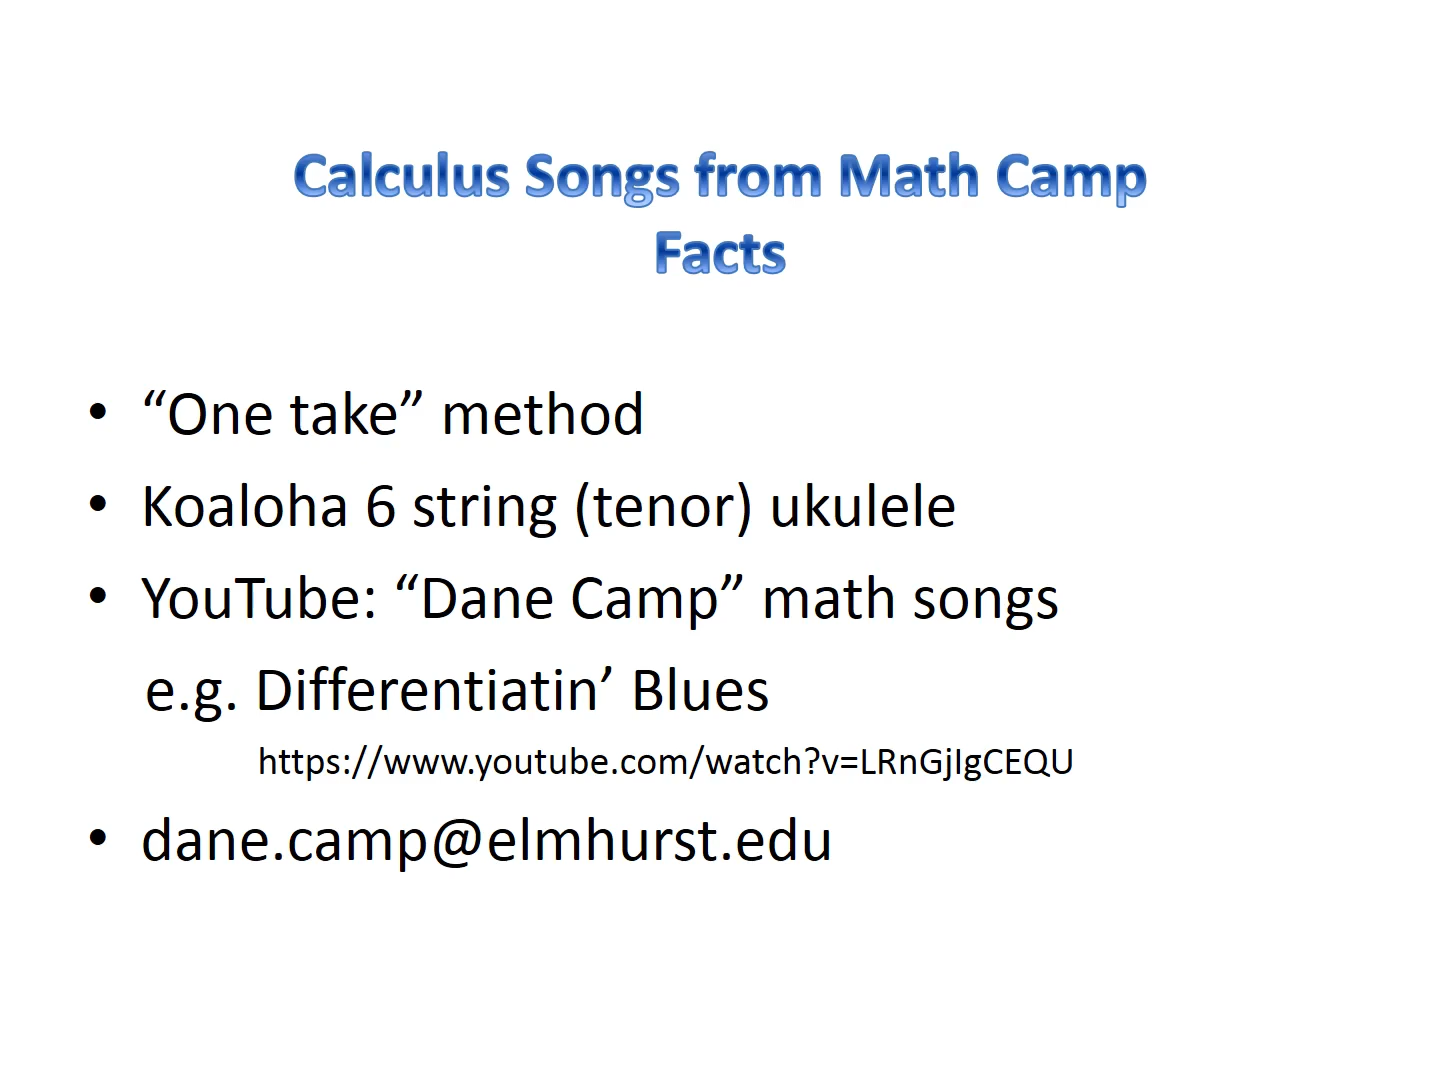 Calculus Songs from Math Camp
Facts
• “One take” method
• Koaloha 6 string (tenor) ukulele
• YouTube: “Dane Camp” math songs
e.g. Differentiatin’ Blues
https://www.youtube.com/watch?v=LRnGjIgCEQU
• dane.camp@elmhurst.edu